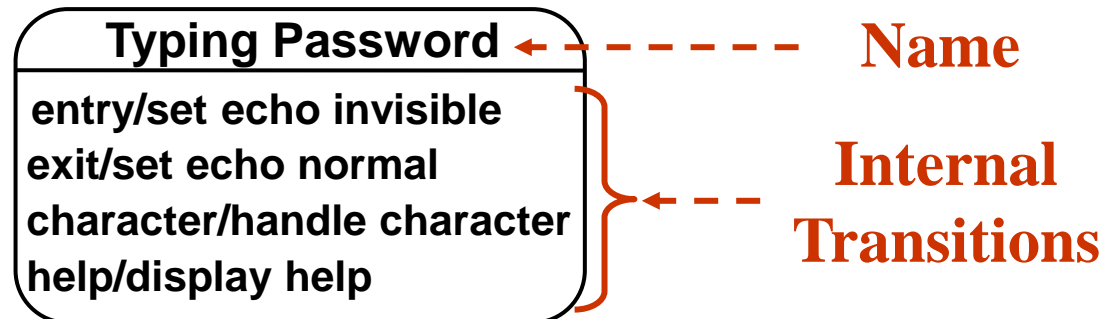 Typing Password
entry/set echo invisible
exit/set echo normal
character/handle character
help/display help
Name
Internal
Transitions